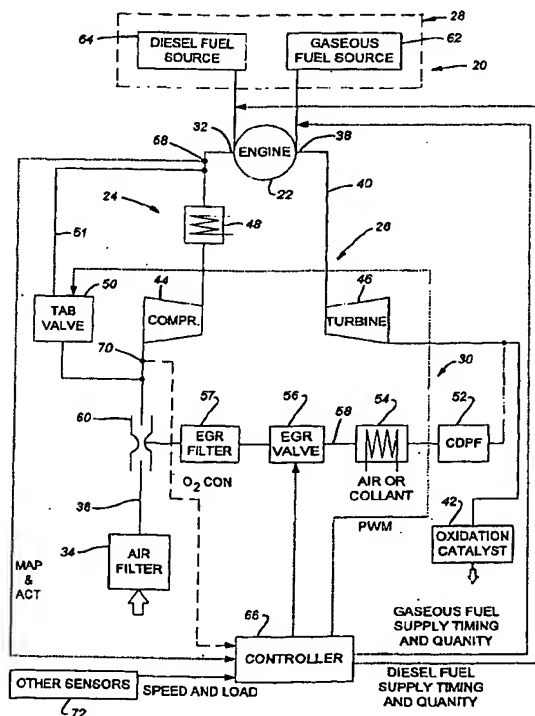 64
DIESEL FUEL
SOURCE
GASEOUS
FUEL SOURCE
62
28
20
32
ENGINE
38
68
22
40
24
48
26
61
50
TAB
VALVE
44
COMPR.
46
TURBINE
70
30
60
57
EGR
FILTER
56
EGR
VALVE
58
54
52
CDPF
O2 CON
AIR OR
COLLANT
36
PWM
42
OXIDATION
CATALYST
34
AIR
FILTER
MAP
&
ACT
66
CONTROLLER
GASEOUS FUEL
SUPPLY TIMING
AND QUANITY
OTHER SENSORS
72
SPEED AND LOAD
DIESEL FUEL
SUPPLY TIMING
AND QUANITY